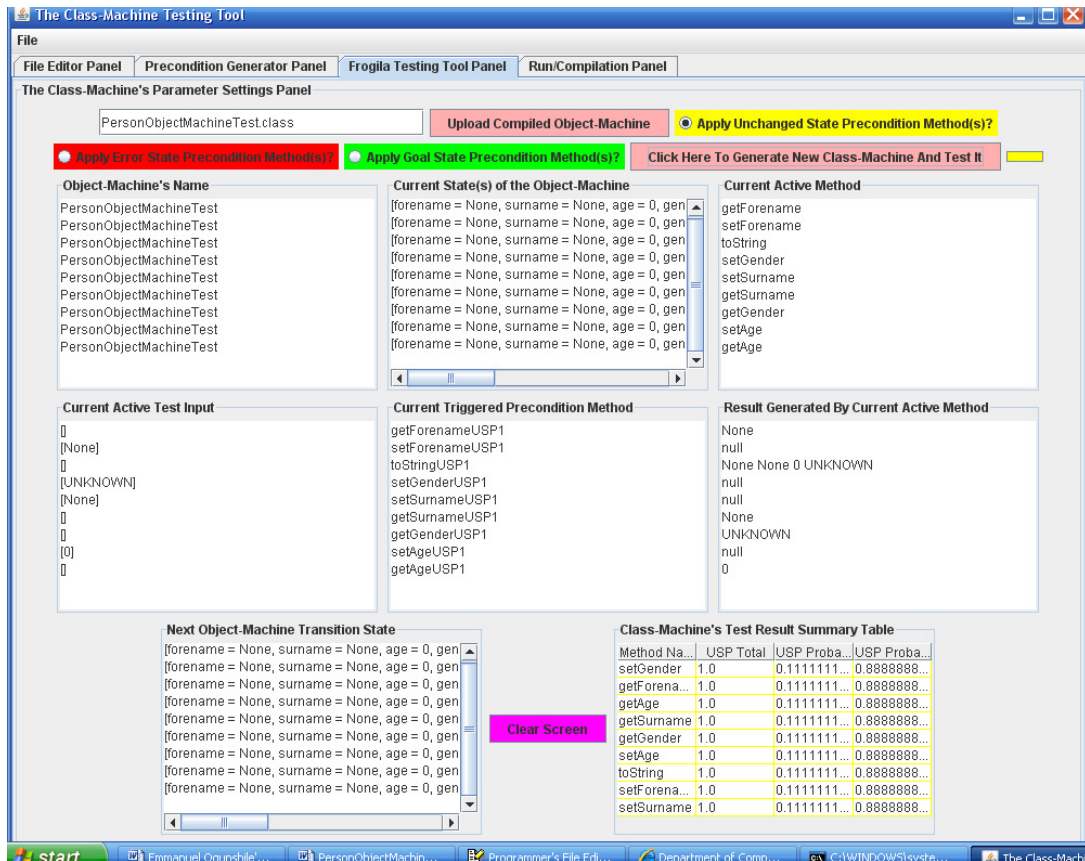 The Class-Machine Testing Tool
File
File Editor Panel
Precondition Generator Panel
Frogila Testing Tool Panel
Run/Compilation Panel
The Class-Machine's Parameter Settings Panel
PersonObjectMachineTest.class
Upload Compiled Object-Machine
Apply Unchanged State Precondition Method(s)?
Apply Error State Precondition Method(s)?
Apply Goal State Precondition Method(s)?
Click Here To Generate New Class-Machine And Test It
Object-Machine's Name
PersonObjectMachineTest
PersonObjectMachineTest
PersonObjectMachineTest
PersonObjectMachineTest
PersonObjectMachineTest
PersonObjectMachineTest
PersonObjectMachineTest
PersonObjectMachineTest
PersonObjectMachineTest
Current State(s) of the Object-Machine
[forename = None, surname = None, age = 0, gen
[forename = None, surname = None, age = 0, gen
[forename = None, surname = None, age = 0, gen
[forename = None, surname = None, age = 0, gen
[forename = None, surname = None, age = 0, gen
[forename = None, surname = None, age = 0, gen
[forename = None, surname = None, age = 0, gen
[forename = None, surname = None, age = 0, gen
[forename = None, surname = None, age = 0, gen
Current Active Method
getForename
setForename
toString
setGender
setSurname
getSurname
getGender
setAge
getAge
Current Active Test Input
[]
[None]
[]
[UNKNOWN]
[None]
[]
[]
[0]
[]
Current Triggered Precondition Method
getForenameUSP1
setForenameUSP1
toStringUSP1
setGenderUSP1
setSurnameUSP1
getSurnameUSP1
getGenderUSP1
setAgeUSP1
getAgeUSP1
Result Generated By Current Active Method
None
null
None None 0 UNKNOWN
null
null
None
UNKNOWN
null
0
Next Object-Machine Transition State
[forename = None, surname = None, age = 0, gen
[forename = None, surname = None, age = 0, gen
[forename = None, surname = None, age = 0, gen
[forename = None, surname = None, age = 0, gen
[forename = None, surname = None, age = 0, gen
[forename = None, surname = None, age = 0, gen
[forename = None, surname = None, age = 0, gen
[forename = None, surname = None, age = 0, gen
[forename = None, surname = None, age = 0, gen
Clear Screen
Class-Machine's Test Result Summary Table
Method Na... USP Total USP Proba... USP Proba...
setGender 1.0 0.1111111... 0.8888888...
getForena... 1.0 0.1111111... 0.8888888...
getAge 1.0 0.1111111... 0.8888888...
getSurname 1.0 0.1111111... 0.8888888...
getGender 1.0 0.1111111... 0.8888888...
setAge 1.0 0.1111111... 0.8888888...
toString 1.0 0.1111111... 0.8888888...
setForena... 1.0 0.1111111... 0.8888888...
setSurname 1.0 0.1111111... 0.8888888...
start
Emmanuel Ogunshile'...
PersonObjectMachin...
Programmer's File Edi...
Department of Comp...
C:\WINDOWS\syste...
The Class-Mach